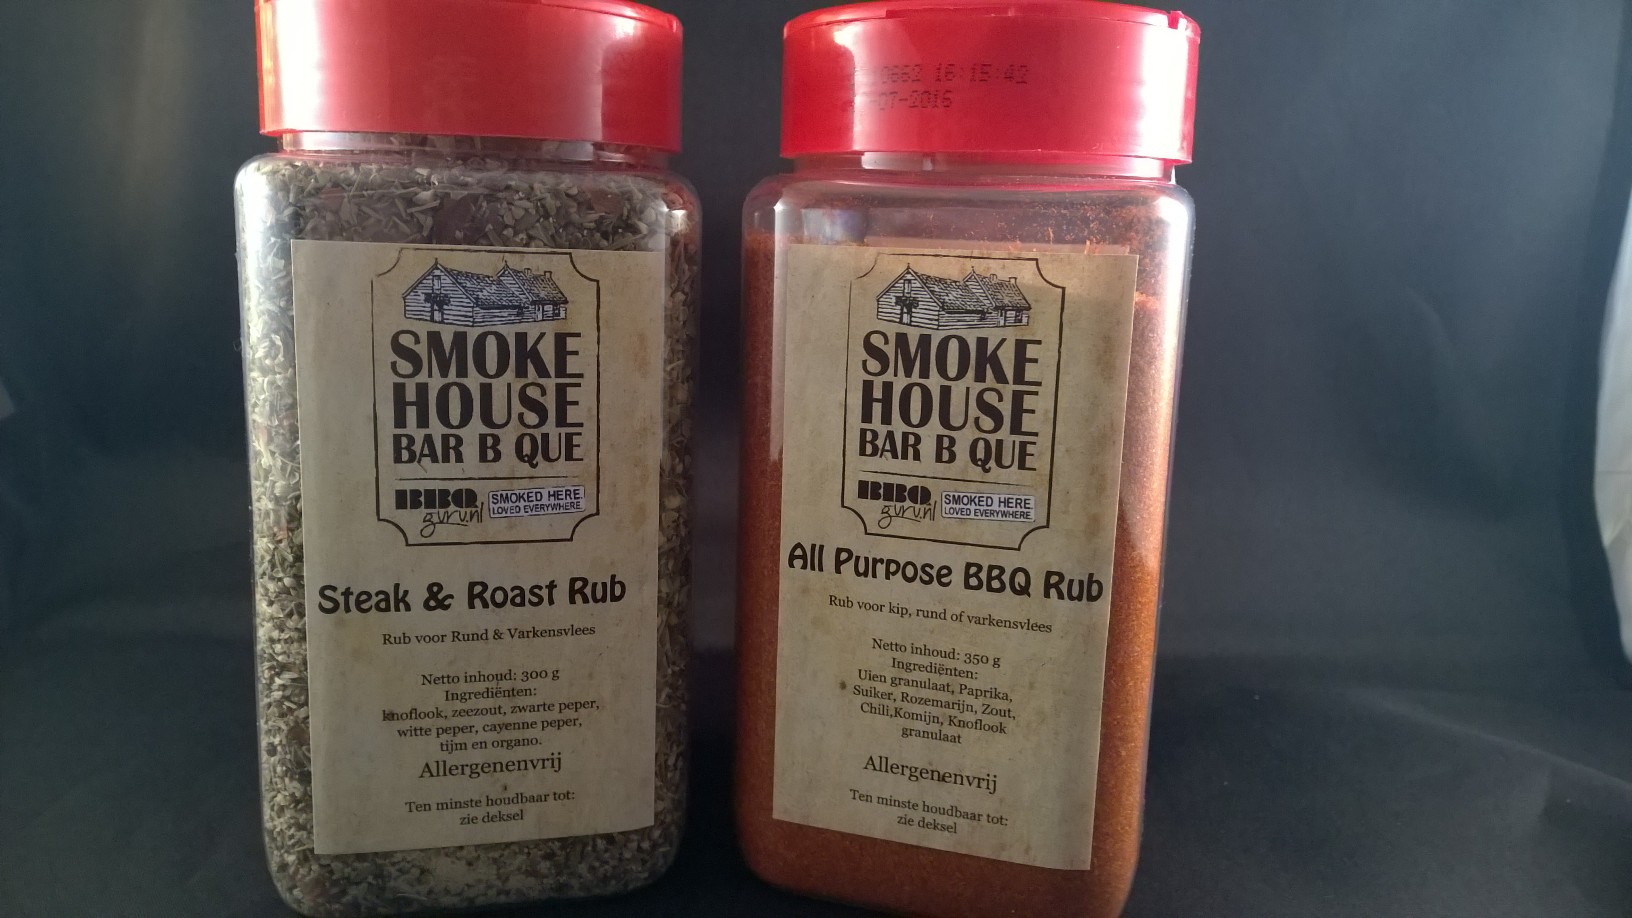 SMOKE
HOUSE
BAR B QUE
BBQ
guru.nl
SMOKED HERE.
LOVED EVERYWHERE.
Steak & Roast Rub
Rub voor Rund & Varkensvlees
Netto inhoud: 300 g
Ingrediënten:
knoflook, zeezout, zwarte peper,
witte peper, cayenne peper,
tijm en organo.
Allergenenvrij
Ten minste houdbaar tot:
zie deksel
0662 16:15:42
07-2016
SMOKE
HOUSE
BAR B QUE
BBQ
guru.nl
SMOKED HERE.
LOVED EVERYWHERE.
All Purpose BBQ Rub
Rub voor kip, rund of varkensvlees
Netto inhoud: 350 g
Ingrediënten:
Uien granulaat, Paprika,
Suiker, Rozemarijn, Zout,
Chili,Komijn, Knoflook
granulaat
Allergenenvrij
Ten minste houdbaar tot:
zie deksel